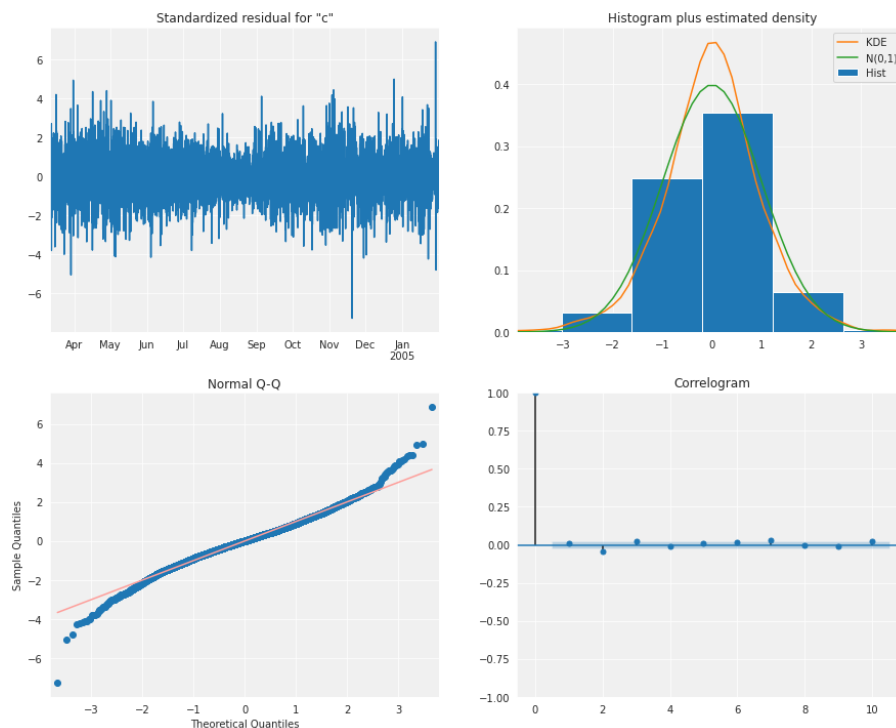 Standardized residual for "c"
6
4
2
0
−2
−4
−6
Apr May Jun Jul Aug Sep Oct Nov Dec Jan
2005
Histogram plus estimated density
KDE
N(0,1)
Hist
0.4
0.3
0.2
0.1
0.0
−3 −2 −1 0 1 2 3
Normal Q-Q
Sample Quantiles
6
4
2
0
−2
−4
−6
−3 −2 −1 0 1 2 3
Theoretical Quantiles
Correlogram
1.00
0.75
0.50
0.25
0.00
−0.25
−0.50
−0.75
−1.00
0 2 4 6 8 10